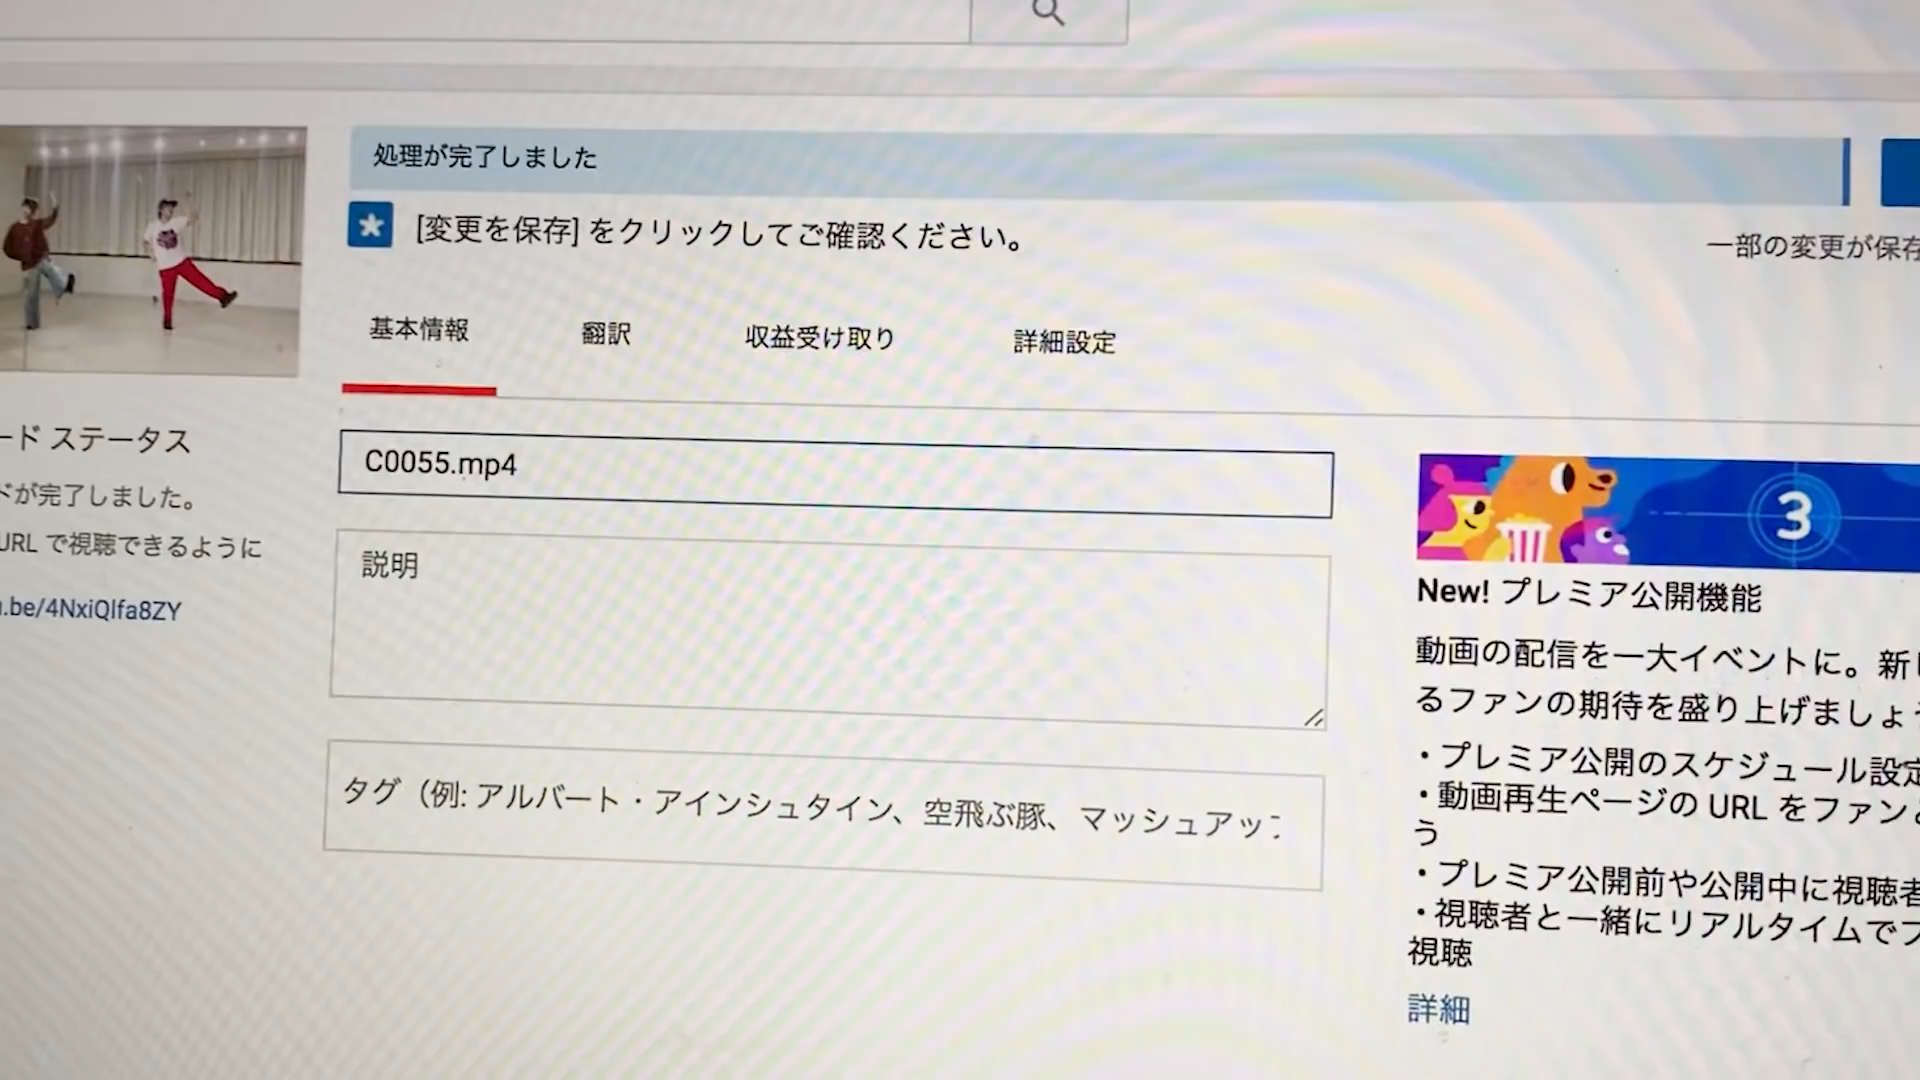 処理が完了しました
[変更を保存] をクリックしてご確認ください。
一部の変更が保存
基本情報
翻訳
収益受け取り
詳細設定
ード ステータス
ドが完了しました。
URL で視聴できるように
.be/4NxiQlfa8ZY
C0055.mp4
説明
タグ（例: アルバート・アインシュタイン、空飛ぶ豚、マッシュアップ
3
New! プレミア公開機能
動画の配信を一大イベントに。新し
るファンの期待を盛り上げましょう
・プレミア公開のスケジュール設定
・動画再生ページの URL をファンと
う
・プレミア公開前や公開中に視聴者
・視聴者と一緒にリアルタイムでプ
視聴
詳細